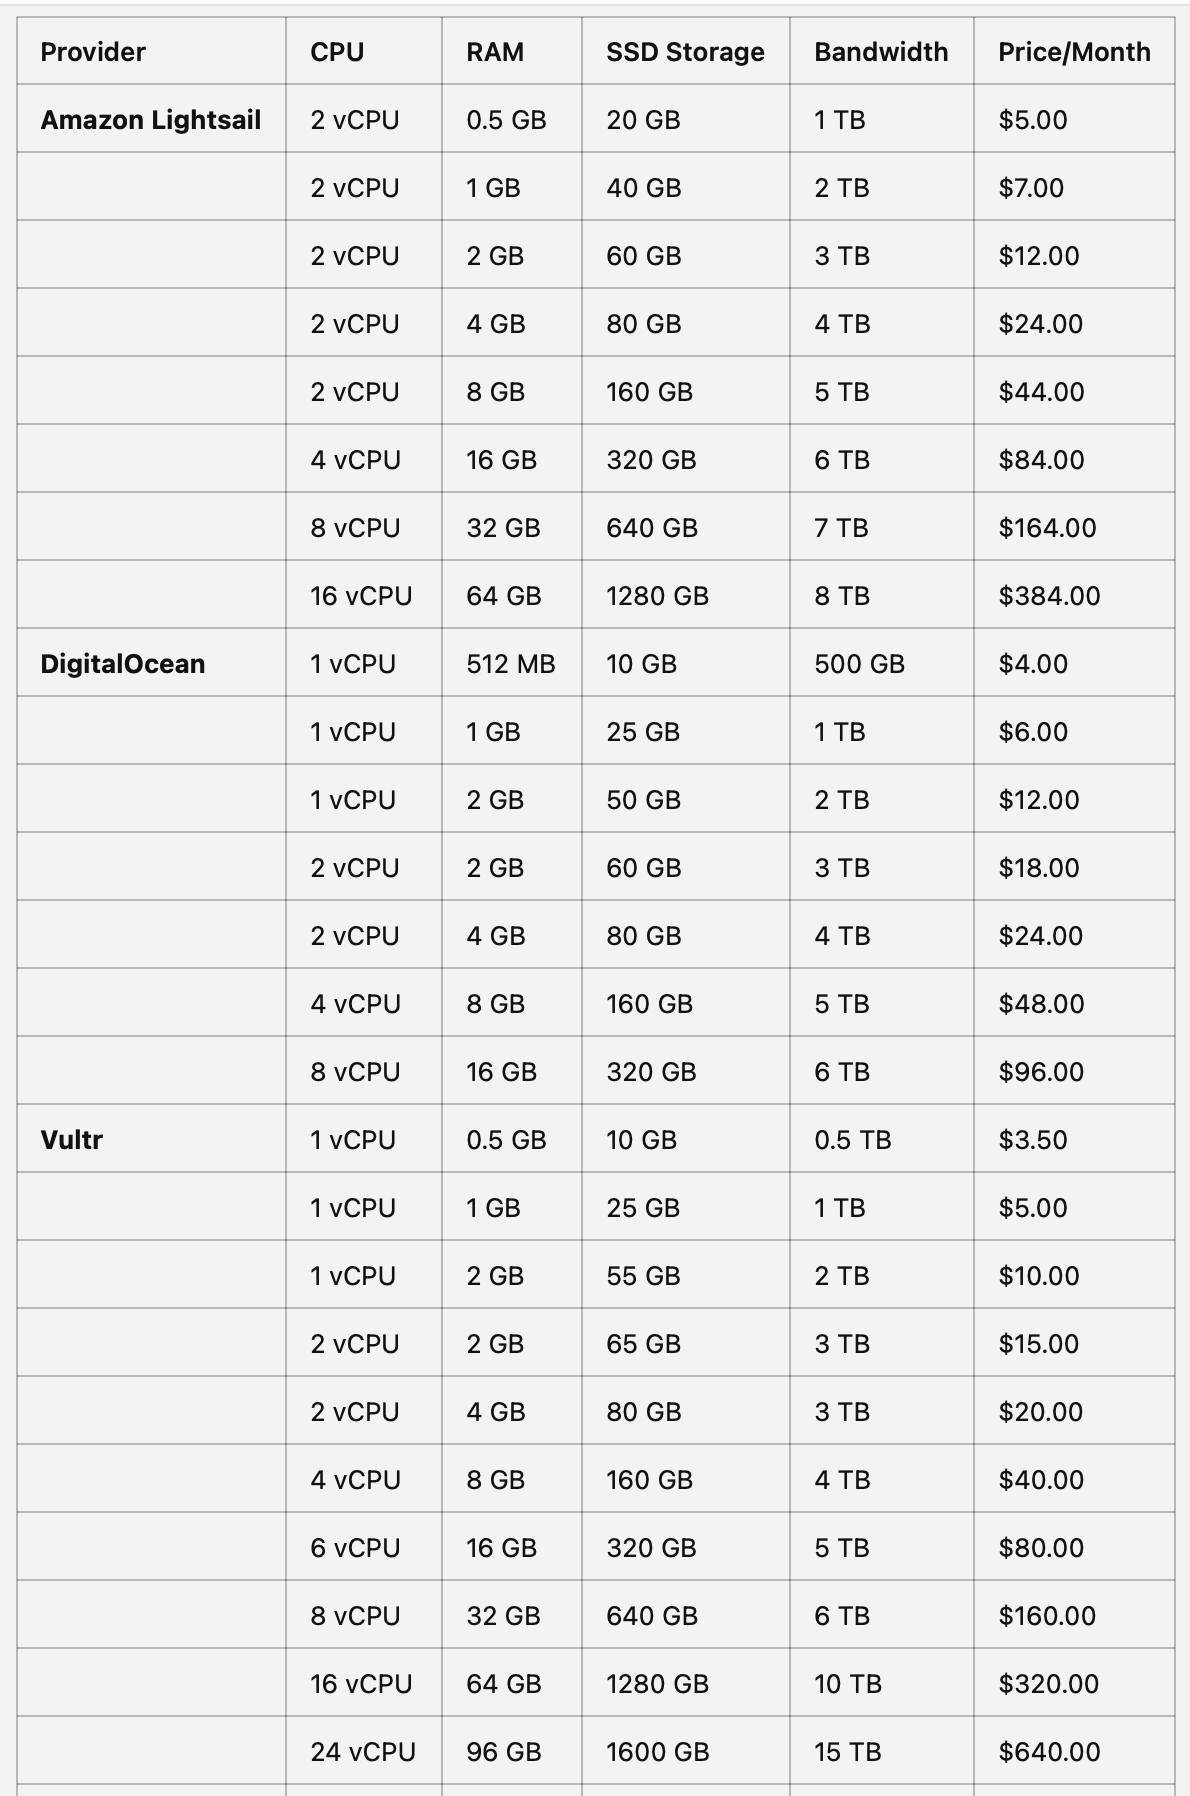 Provider CPU RAM SSD Storage Bandwidth Price/Month
Amazon Lightsail 2 vCPU 0.5 GB 20 GB 1 TB $5.00
2 vCPU 1 GB 40 GB 2 TB $7.00
2 vCPU 2 GB 60 GB 3 TB $12.00
2 vCPU 4 GB 80 GB 4 TB $24.00
2 vCPU 8 GB 160 GB 5 TB $44.00
4 vCPU 16 GB 320 GB 6 TB $84.00
8 vCPU 32 GB 640 GB 7 TB $164.00
16 vCPU 64 GB 1280 GB 8 TB $384.00
DigitalOcean 1 vCPU 512 MB 10 GB 500 GB $4.00
1 vCPU 1 GB 25 GB 1 TB $6.00
1 vCPU 2 GB 50 GB 2 TB $12.00
2 vCPU 2 GB 60 GB 3 TB $18.00
2 vCPU 4 GB 80 GB 4 TB $24.00
4 vCPU 8 GB 160 GB 5 TB $48.00
8 vCPU 16 GB 320 GB 6 TB $96.00
Vultr 1 vCPU 0.5 GB 10 GB 0.5 TB $3.50
1 vCPU 1 GB 25 GB 1 TB $5.00
1 vCPU 2 GB 55 GB 2 TB $10.00
2 vCPU 2 GB 65 GB 3 TB $15.00
2 vCPU 4 GB 80 GB 3 TB $20.00
4 vCPU 8 GB 160 GB 4 TB $40.00
6 vCPU 16 GB 320 GB 5 TB $80.00
8 vCPU 32 GB 640 GB 6 TB $160.00
16 vCPU 64 GB 1280 GB 10 TB $320.00
24 vCPU 96 GB 1600 GB 15 TB $640.00